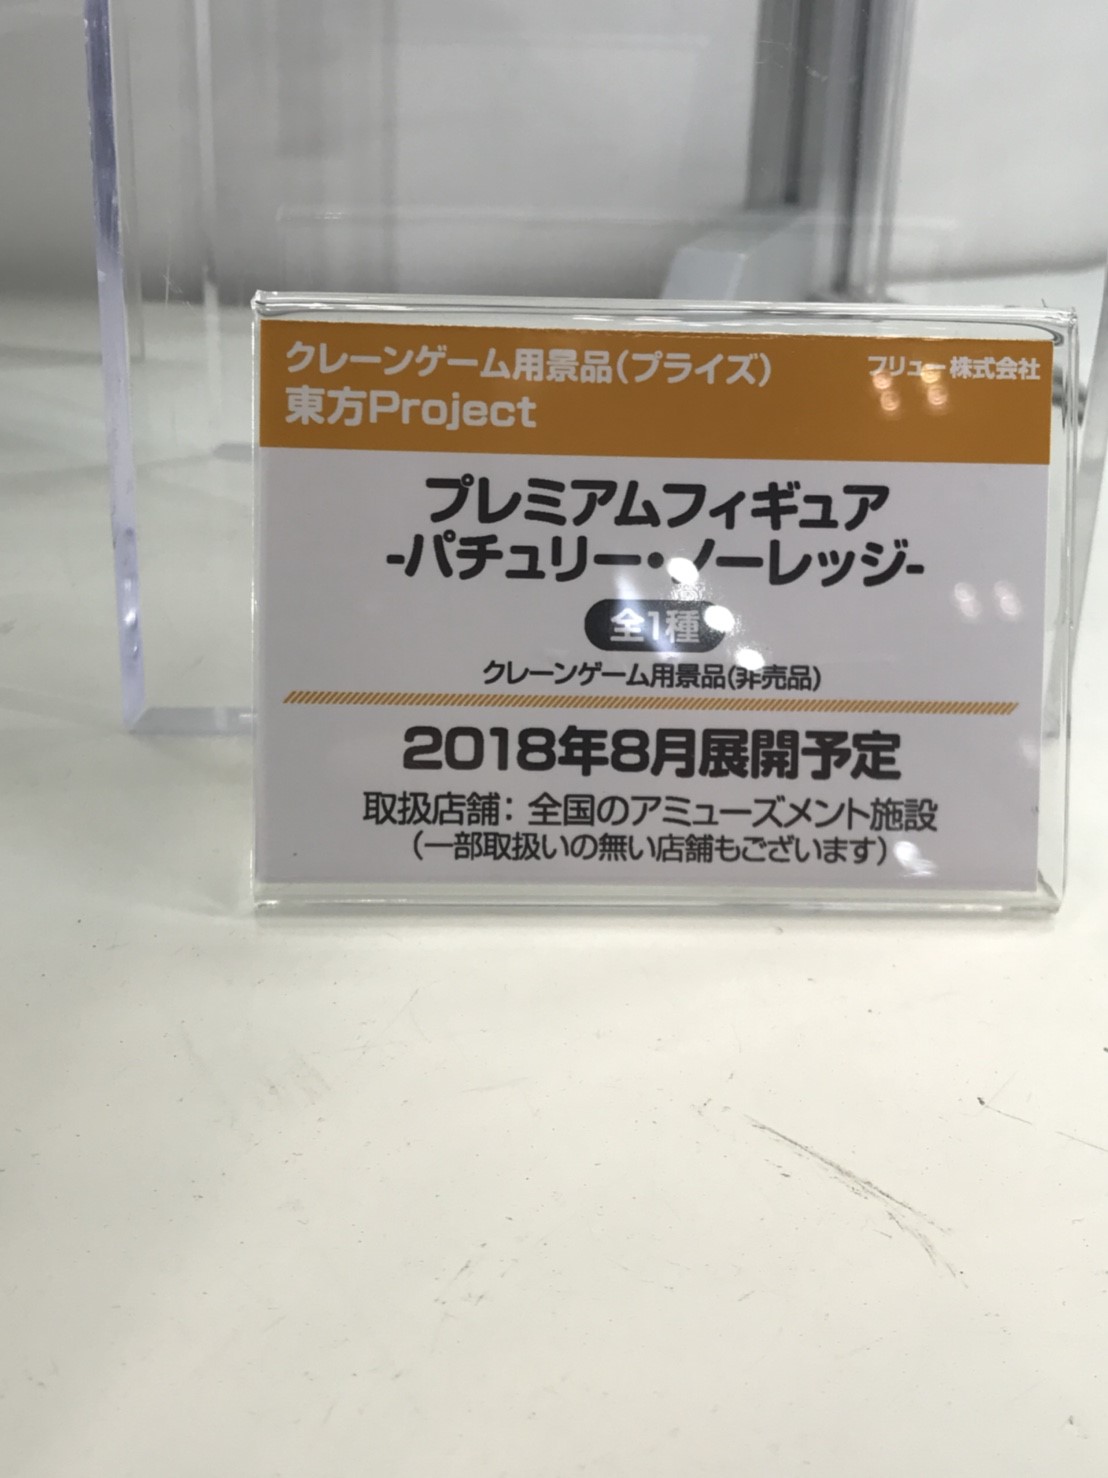 クレーンゲーム用景品(プライズ)
フリュー株式会社
東方Project
プレミアムフィギュア
-パチュリー・ノーレッジ-
全1種
クレーンゲーム用景品(非売品)
2018年8月展開予定
取扱店舗：全国のアミューズメント施設
(一部取扱いの無い店舗もございます)